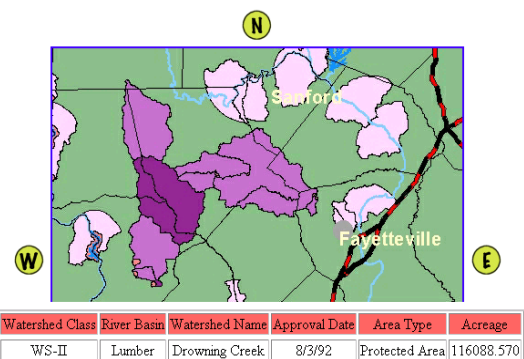 N
Sanford
Fayetteville
W
E
Watershed Class River Basin Watershed Name Approval Date Area Type Acreage
WS-II Lumber Drowning Creek 8/3/92 Protected Area 116088.570